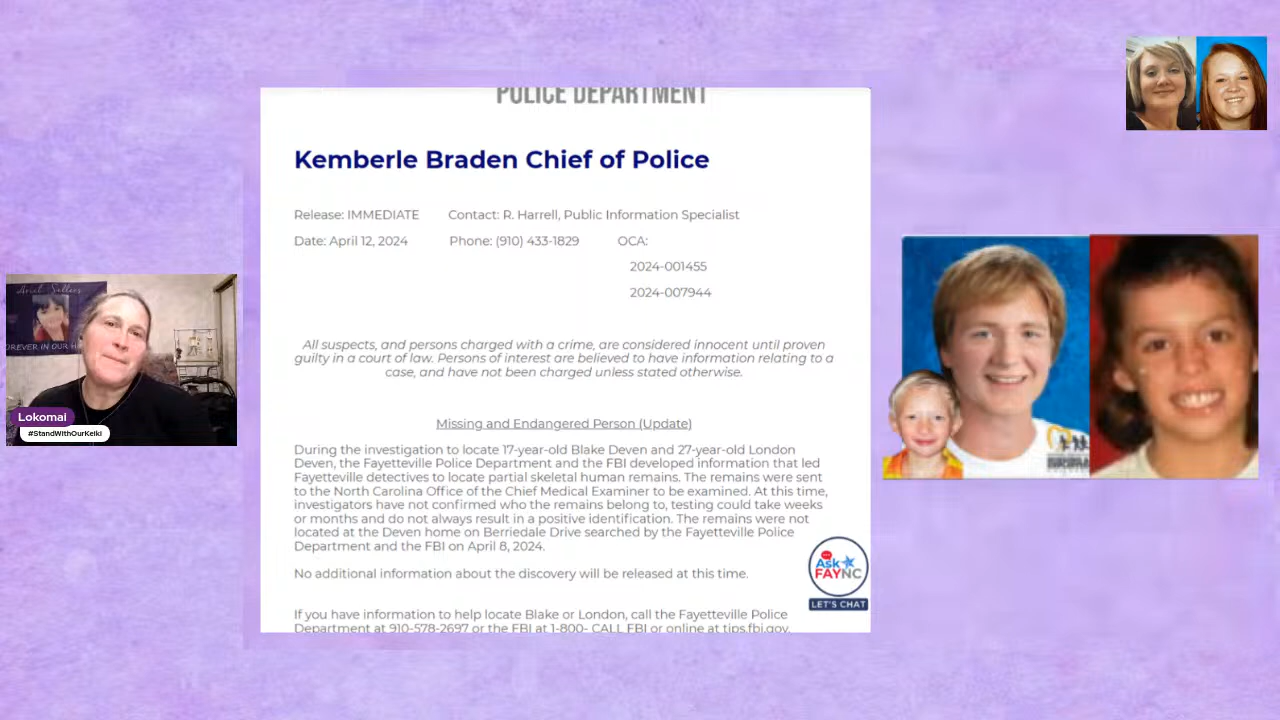 POLICE DEPARTMENT
Kemberle Braden Chief of Police
Release: IMMEDIATE Contact: R. Harrell, Public Information Specialist
Date: April 12, 2024 Phone: (910) 433-1829 OCA:
2024-001455
2024-007944
All suspects, and persons charged with a crime, are considered innocent until proven
guilty in a court of law. Persons of interest are believed to have information relating to a
case, and have not been charged unless stated otherwise.
Missing and Endangered Person (Update)
During the investigation to locate 17-year-old Blake Deven and 27-year-old London
Deven, the Fayetteville Police Department and the FBI developed information that led
Fayetteville detectives to locate partial skeletal human remains. The remains were sent
to the North Carolina Office of the Chief Medical Examiner to be examined. At this time,
investigators have not confirmed who the remains belong to, testing could take weeks
or months and do not always result in a positive identification. The remains were not
located at the Deven home on Berriedale Drive searched by the Fayetteville Police
Department and the FBI on April 8, 2024.
No additional information about the discovery will be released at this time.
If you have information to help locate Blake or London, call the Fayetteville Police
Department at 910-578-2697 or the FBI at 1-800- CALL FBI or online at tips.fbi.gov.
Ask
FAYNC
LET'S CHAT
Ariel Sellers
FOREVER IN OUR
Lokomai
#StandWithOurKeiki